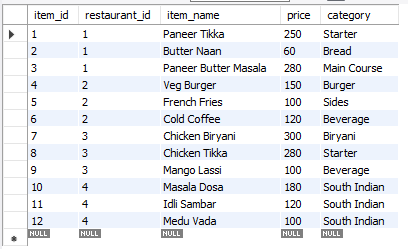 item_id restaurant_id item_name price category
1 1 Paneer Tikka 250 Starter
2 1 Butter Naan 60 Bread
3 1 Paneer Butter Masala 280 Main Course
4 2 Veg Burger 150 Burger
5 2 French Fries 100 Sides
6 2 Cold Coffee 120 Beverage
7 3 Chicken Biryani 300 Biryani
8 3 Chicken Tikka 280 Starter
9 3 Mango Lassi 100 Beverage
10 4 Masala Dosa 180 South Indian
11 4 Idli Sambar 120 South Indian
12 4 Medu Vada 100 South Indian
NULL NULL NULL NULL NULL